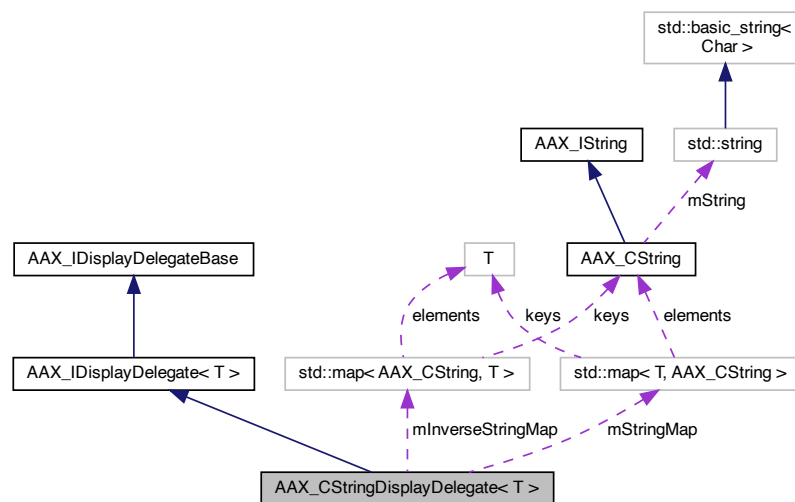 std::basic_string<
Char >
AAX_IString
std::string
mString
AAX_IDisplayDelegateBase
T
AAX_CString
elements
keys
keys
elements
AAX_IDisplayDelegate< T >
std::map< AAX_CString, T >
std::map< T, AAX_CString >
mInverseStringMap
mStringMap
AAX_CStringDisplayDelegate< T >